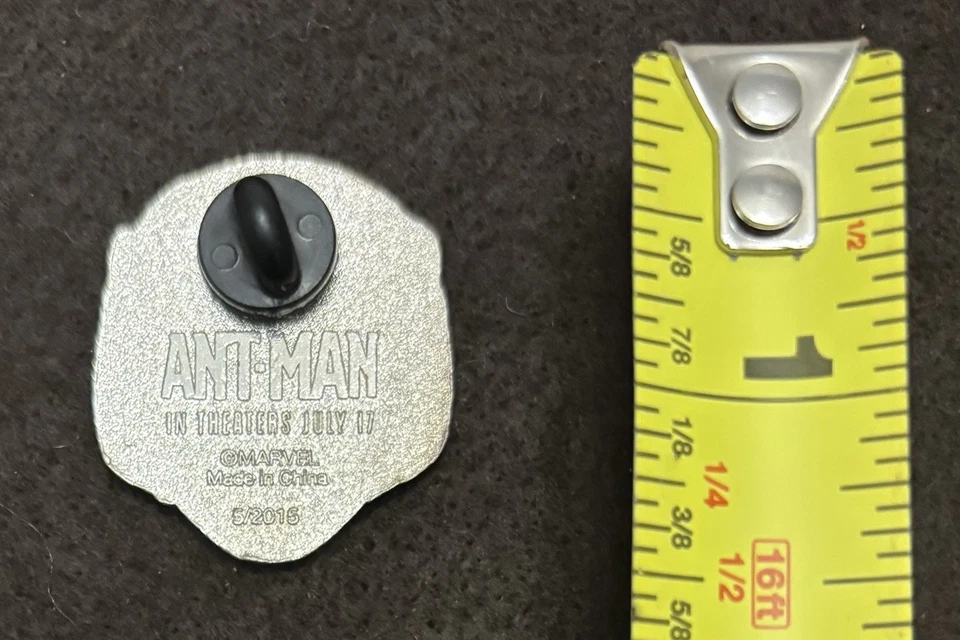 ANT-MAN
IN THEATERS JULY 17
©MARVEL
Made in China
5/2015
1/2
5/8
7/8
1
1/8
1/4
3/8
1/2
16ft
5/8